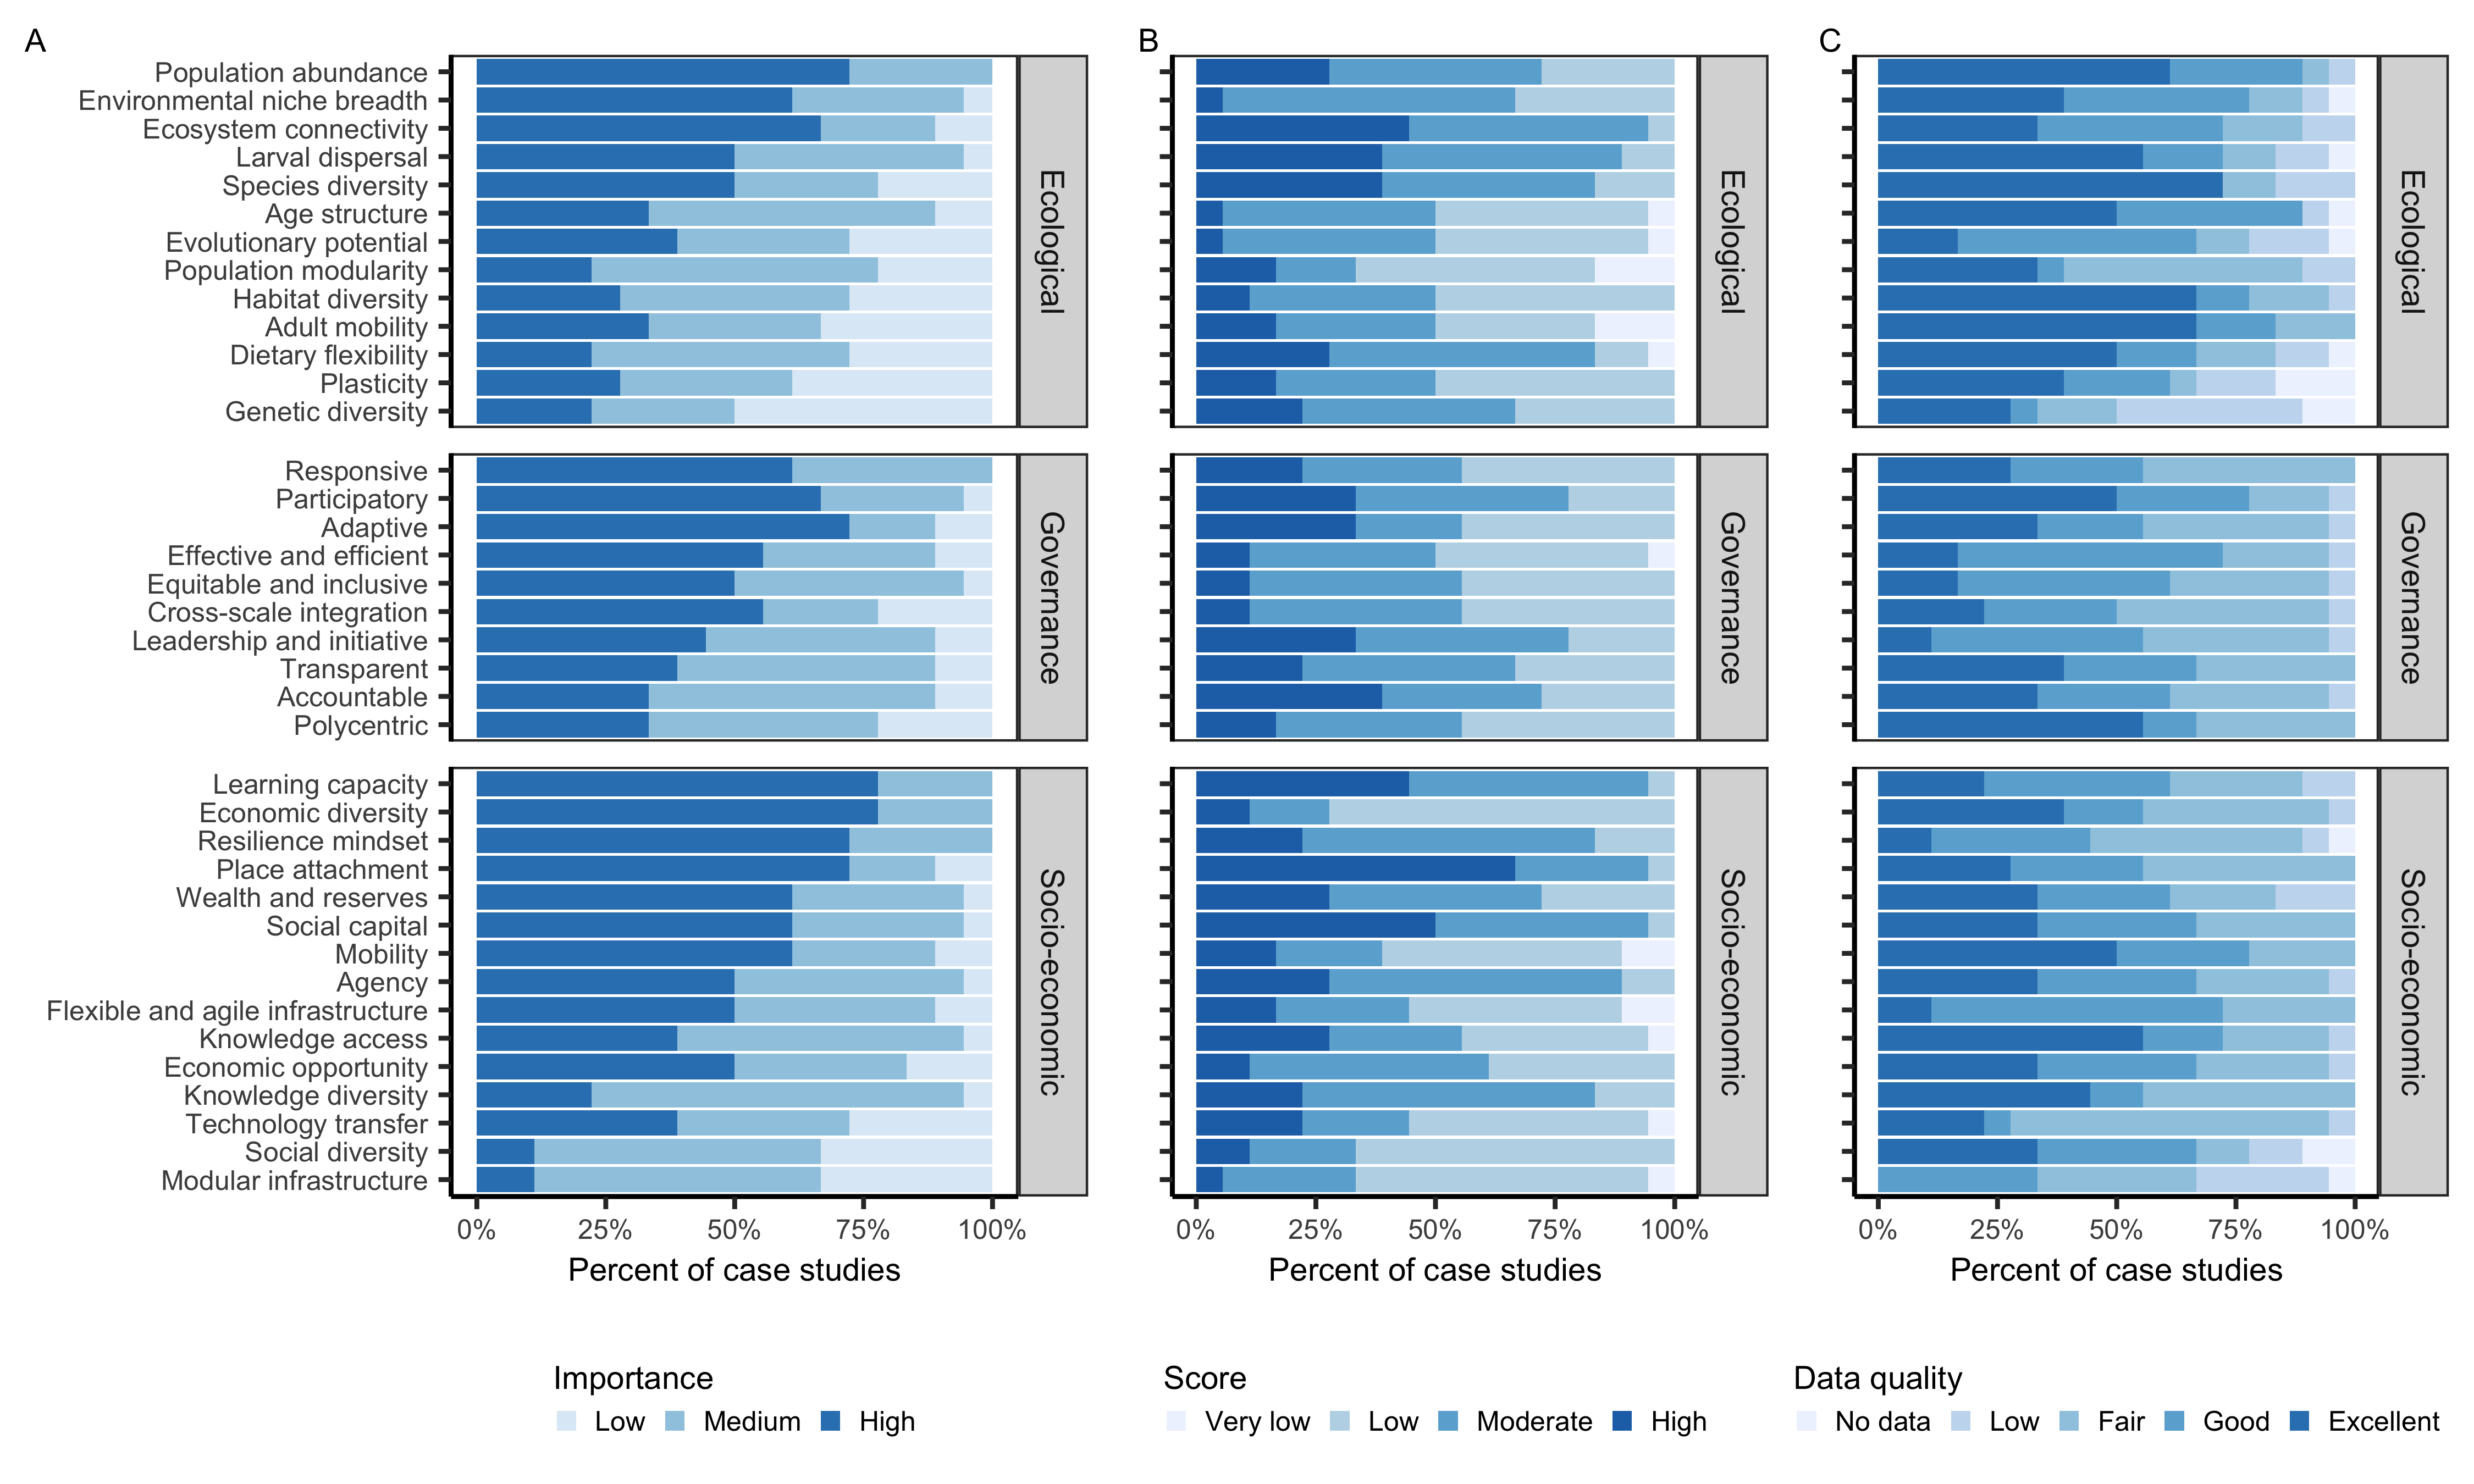 A
B
C
Population abundance
Environmental niche breadth
Ecosystem connectivity
Larval dispersal
Species diversity
Age structure
Evolutionary potential
Population modularity
Habitat diversity
Adult mobility
Dietary flexibility
Plasticity
Genetic diversity
Ecological
Ecological
Ecological
Responsive
Participatory
Adaptive
Effective and efficient
Equitable and inclusive
Cross-scale integration
Leadership and initiative
Transparent
Accountable
Polycentric
Governance
Governance
Governance
Learning capacity
Economic diversity
Resilience mindset
Place attachment
Wealth and reserves
Social capital
Mobility
Agency
Flexible and agile infrastructure
Knowledge access
Economic opportunity
Knowledge diversity
Technology transfer
Social diversity
Modular infrastructure
Socio-economic
Socio-economic
Socio-economic
0% 25% 50% 75% 100%
0% 25% 50% 75% 100%
0% 25% 50% 75% 100%
Percent of case studies
Percent of case studies
Percent of case studies
Importance
Low Medium High
Score
Very low Low Moderate High
Data quality
No data Low Fair Good Excellent